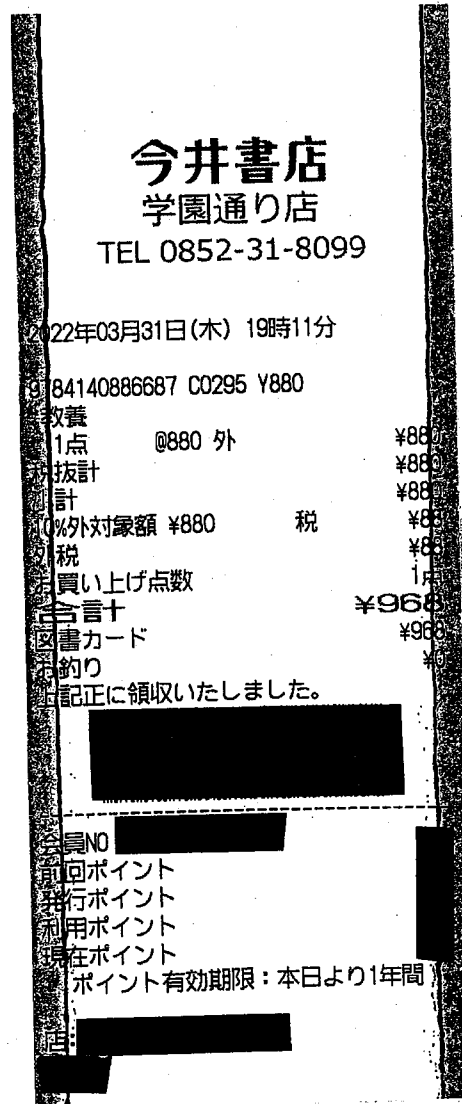 今井書店
学園通り店
TEL 0852-31-8099
2022年03月31日(木) 19時11分
9784140886687 C0295 Y880
教養
1点 @880 外 ¥880
税抜計 ¥880
小計 ¥880
10%外対象額 ¥880 税 ¥88
外税 ¥88
お買い上げ点数 1点
合計 ¥968
図書カード ¥968
お釣り ¥0
上記正に領収いたしました。
会員NO
前回ポイント
発行ポイント
利用ポイント
現在ポイント
ポイント有効期限：本日より1年間
店: